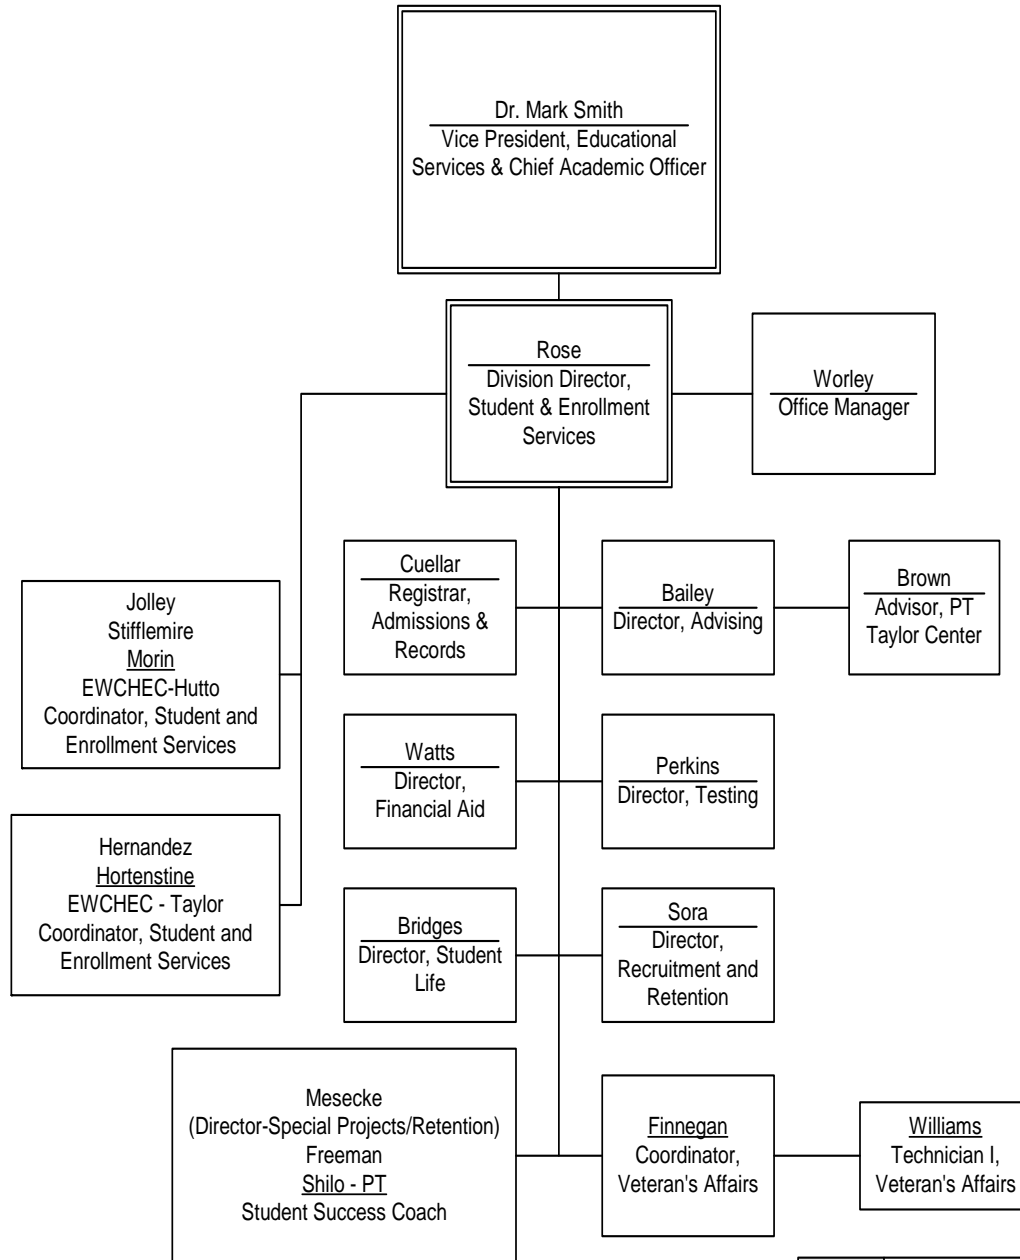 Dr. Mark Smith
Vice President, Educational
Services & Chief Academic Officer
Rose
Division Director,
Student & Enrollment
Services
Worley
Office Manager
Cuellar
Registrar,
Admissions &
Records
Bailey
Director, Advising
Brown
Advisor, PT
Taylor Center
Jolley
Stifflemire
Morin
EWCHEC-Hutto
Coordinator, Student and
Enrollment Services
Watts
Director,
Financial Aid
Perkins
Director, Testing
Hernandez
Hortenstine
EWCHEC - Taylor
Coordinator, Student and
Enrollment Services
Bridges
Director, Student
Life
Sora
Director,
Recruitment and
Retention
Mesecke
(Director-Special Projects/Retention)
Freeman
Shilo - PT
Student Success Coach
Finnegan
Coordinator,
Veteran's Affairs
Williams
Technician I,
Veteran's Affairs